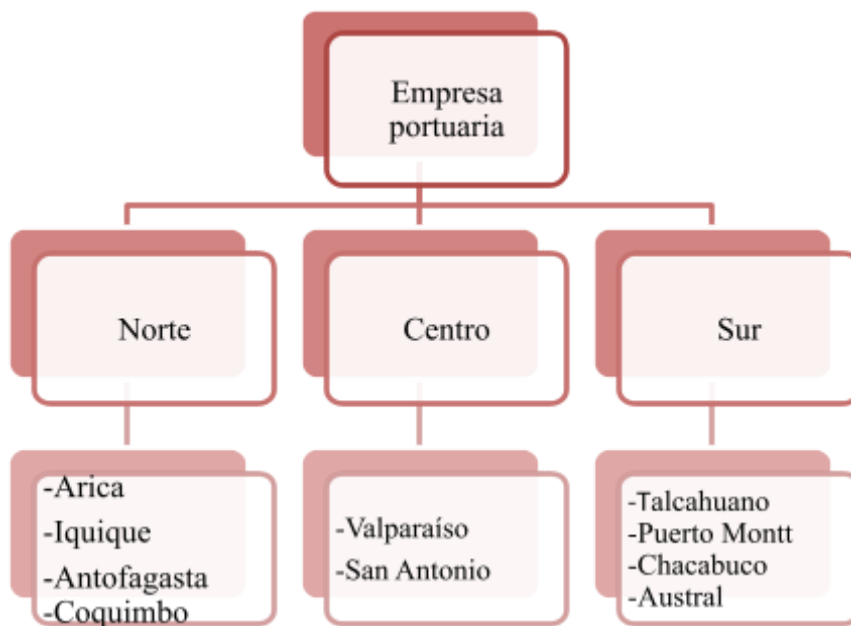 Empresa
portuaria
Norte
Centro
Sur
-Arica
-Iquique
-Antofagasta
-Coquimbo
-Valparaíso
-San Antonio
-Talcahuano
-Puerto Montt
-Chacabuco
-Austral